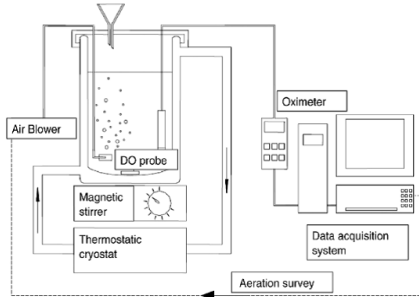 Oximeter
Air Blower
DO probe
Magnetic
stirrer
Thermostatic
cryostat
Data acquisition
system
Aeration survey